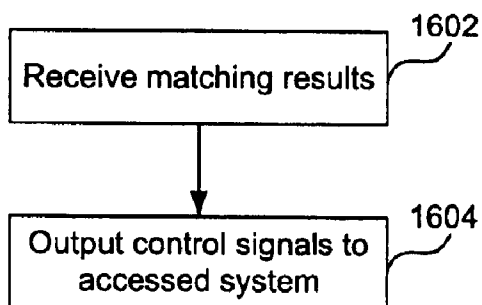 1602
Receive matching results
1604
Output control signals to
accessed system